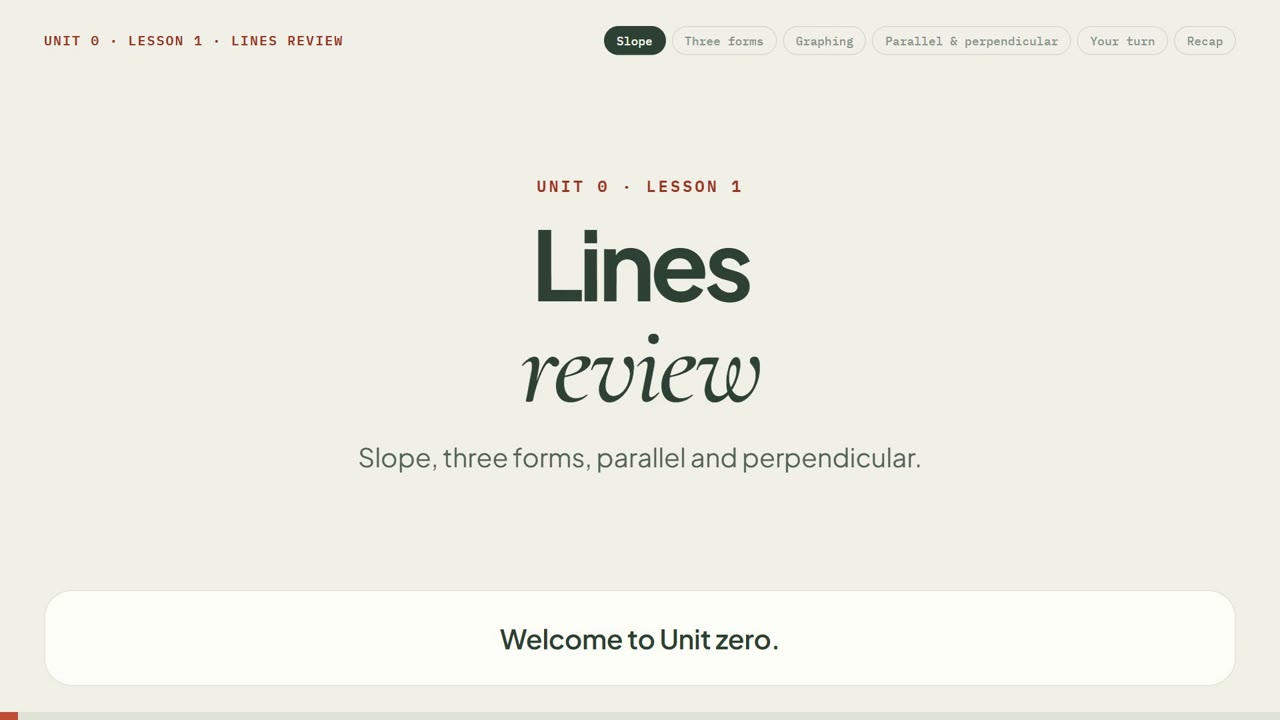 UNIT 0 · LESSON 1 · LINES REVIEW
Slope
Three forms
Graphing
Parallel & perpendicular
Your turn
Recap
UNIT 0 · LESSON 1
Lines
review
Slope, three forms, parallel and perpendicular.
Welcome to Unit zero.